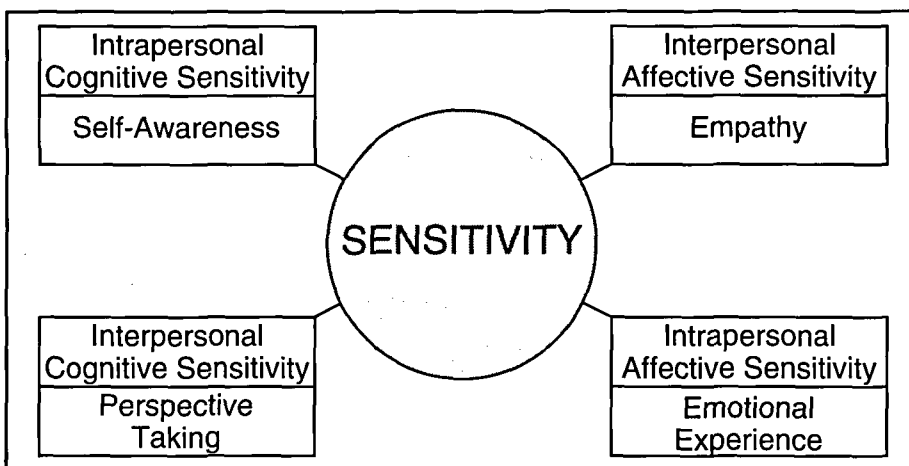 Intrapersonal
Cognitive Sensitivity
Self-Awareness
Interpersonal
Affective Sensitivity
Empathy
SENSITIVITY
Interpersonal
Cognitive Sensitivity
Perspective
Taking
Intrapersonal
Affective Sensitivity
Emotional
Experience